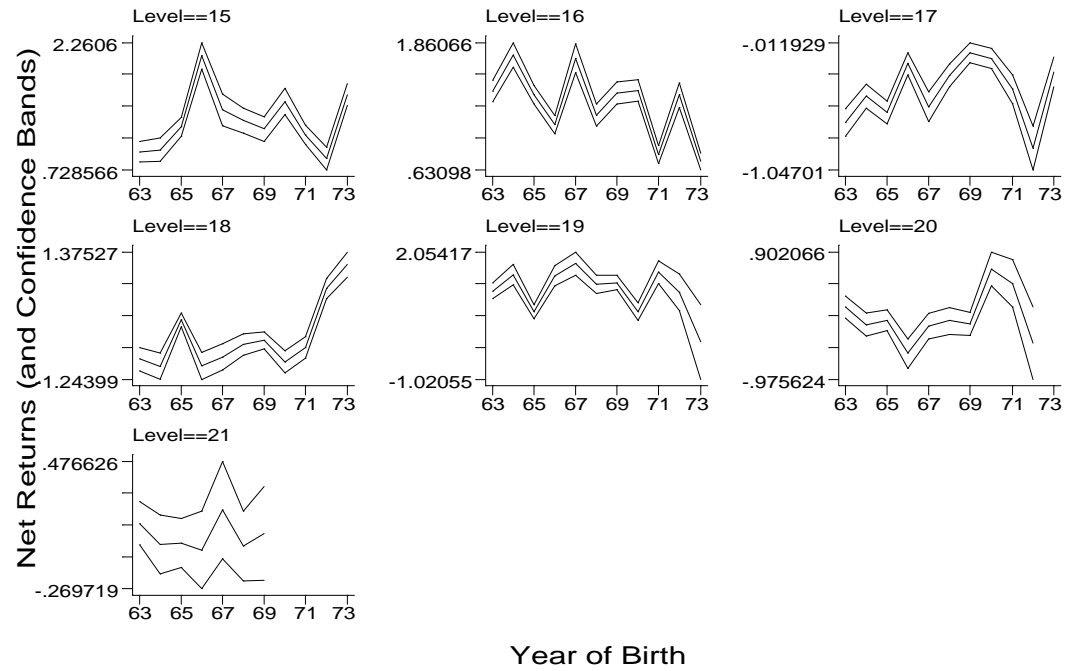 Net Returns (and Confidence Bands)
Level==15
2.2606
.728566
63 65 67 69 71 73
Level==16
1.86066
.63098
63 65 67 69 71 73
Level==17
-.011929
-1.04701
63 65 67 69 71 73
Level==18
1.37527
-1.24399
63 65 67 69 71 73
Level==19
2.05417
-1.02055
63 65 67 69 71 73
Level==20
.902066
-.975624
63 65 67 69 71 73
Level==21
.476626
-.269719
63 65 67 69 71 73
Year of Birth